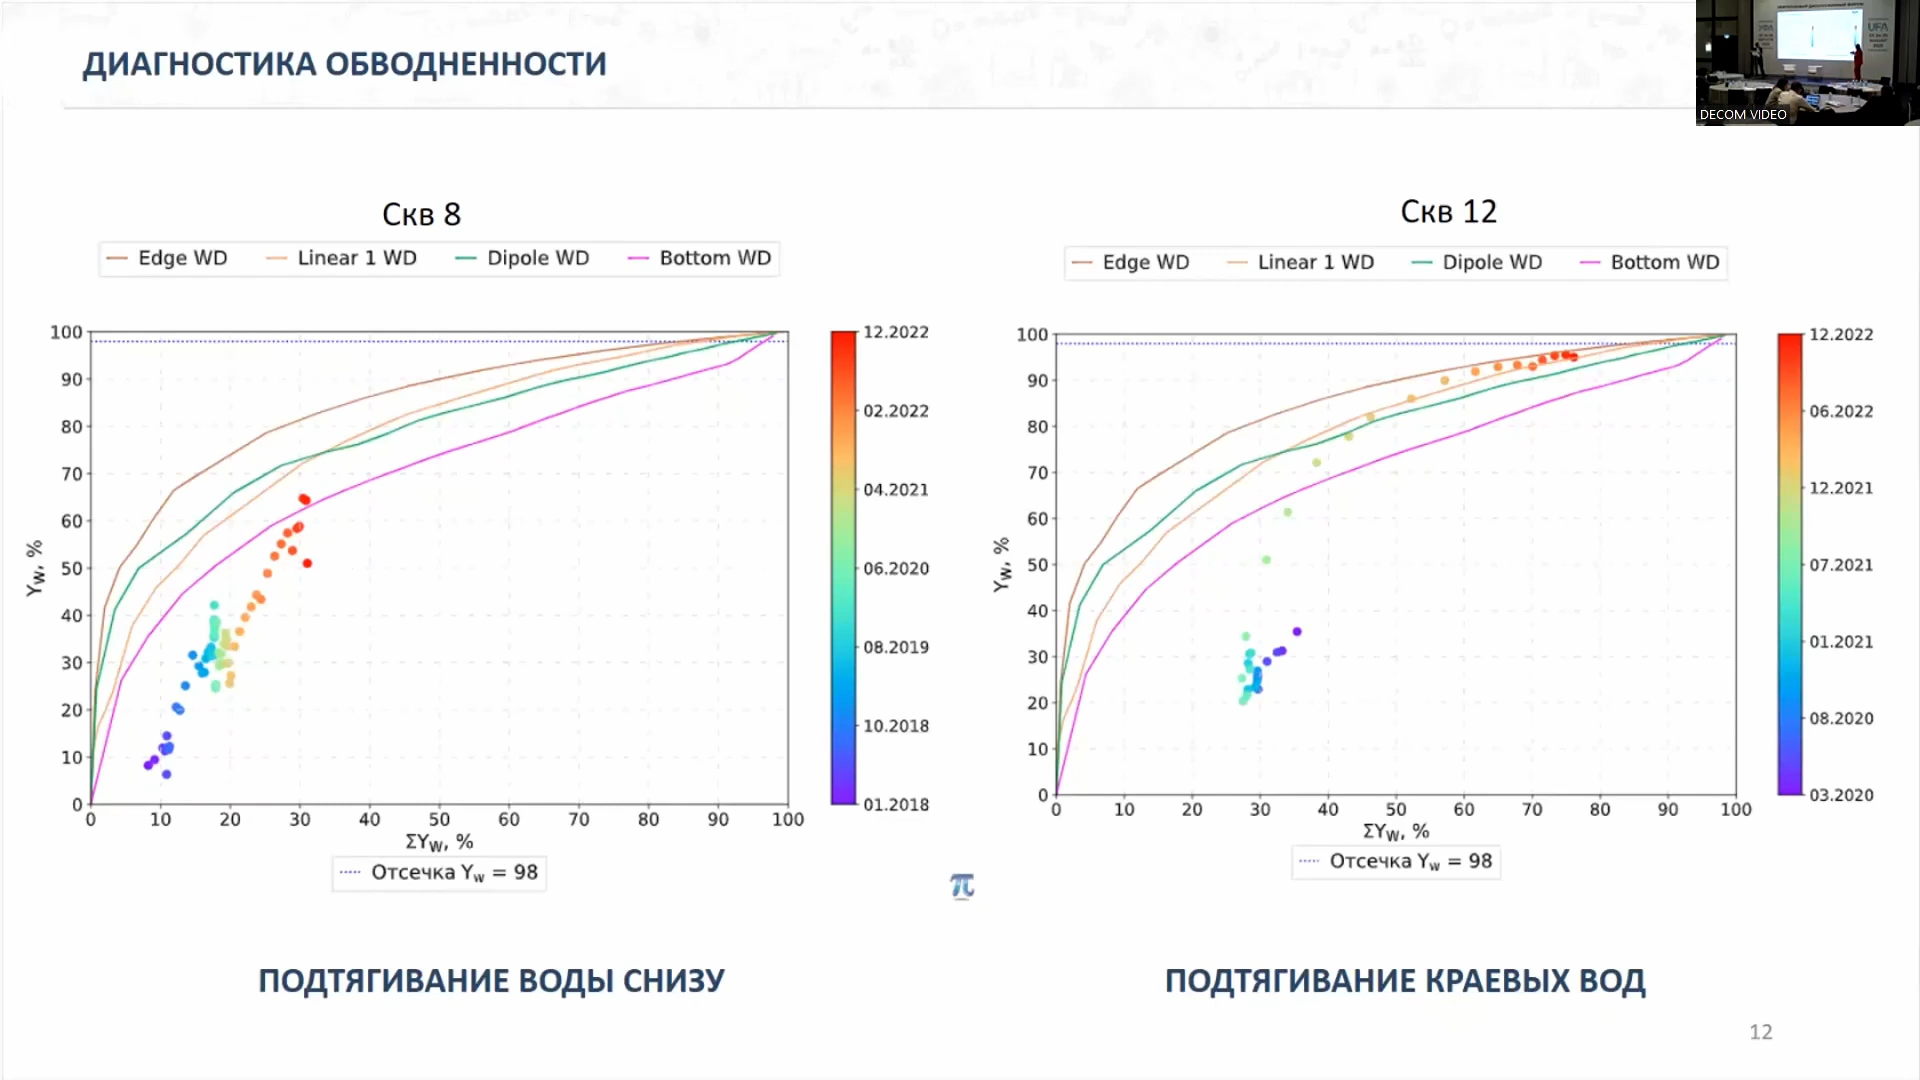 ДИАГНОСТИКА ОБВОДНЕННОСТИ
UFA
DECOM VIDEO
Скв 8
Edge WD
Linear 1 WD
Dipole WD
Bottom WD
100
90
80
70
60
50
40
30
20
10
0
Yw, %
0 10 20 30 40 50 60 70 80 90 100
ΣYw, %
Отсечка Yw = 98
12.2022
02.2022
04.2021
06.2020
08.2019
10.2018
01.2018
ПОДТЯГИВАНИЕ ВОДЫ СНИЗУ
π
Скв 12
Edge WD
Linear 1 WD
Dipole WD
Bottom WD
100
90
80
70
60
50
40
30
20
10
0
Yw, %
0 10 20 30 40 50 60 70 80 90 100
ΣYw, %
Отсечка Yw = 98
12.2022
06.2022
12.2021
07.2021
01.2021
08.2020
03.2020
ПОДТЯГИВАНИЕ КРАЕВЫХ ВОД
12